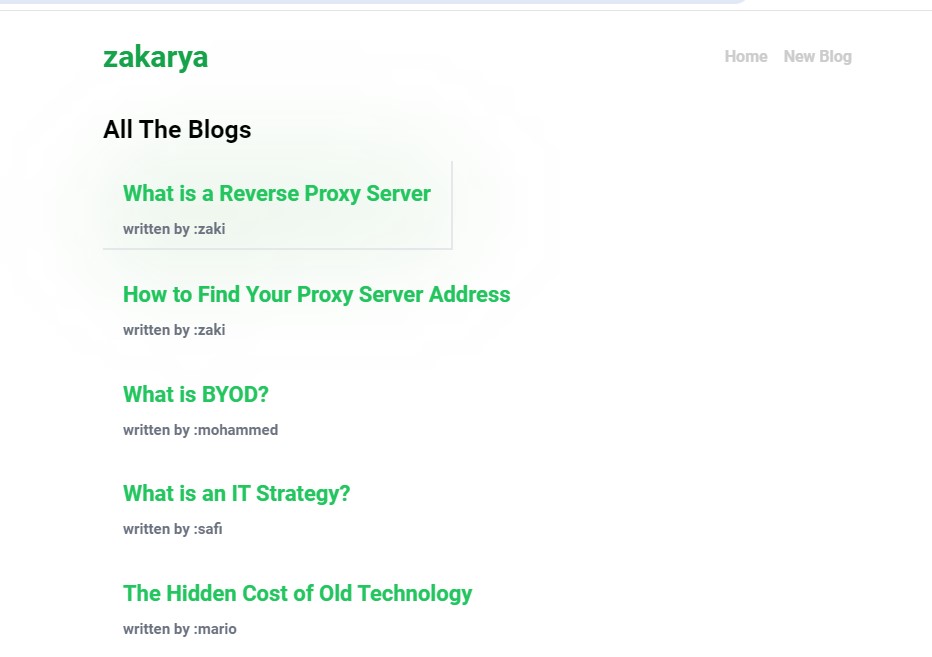 zakarya
Home New Blog
All The Blogs
What is a Reverse Proxy Server
written by :zaki
How to Find Your Proxy Server Address
written by :zaki
What is BYOD?
written by :mohammed
What is an IT Strategy?
written by :safi
The Hidden Cost of Old Technology
written by :mario